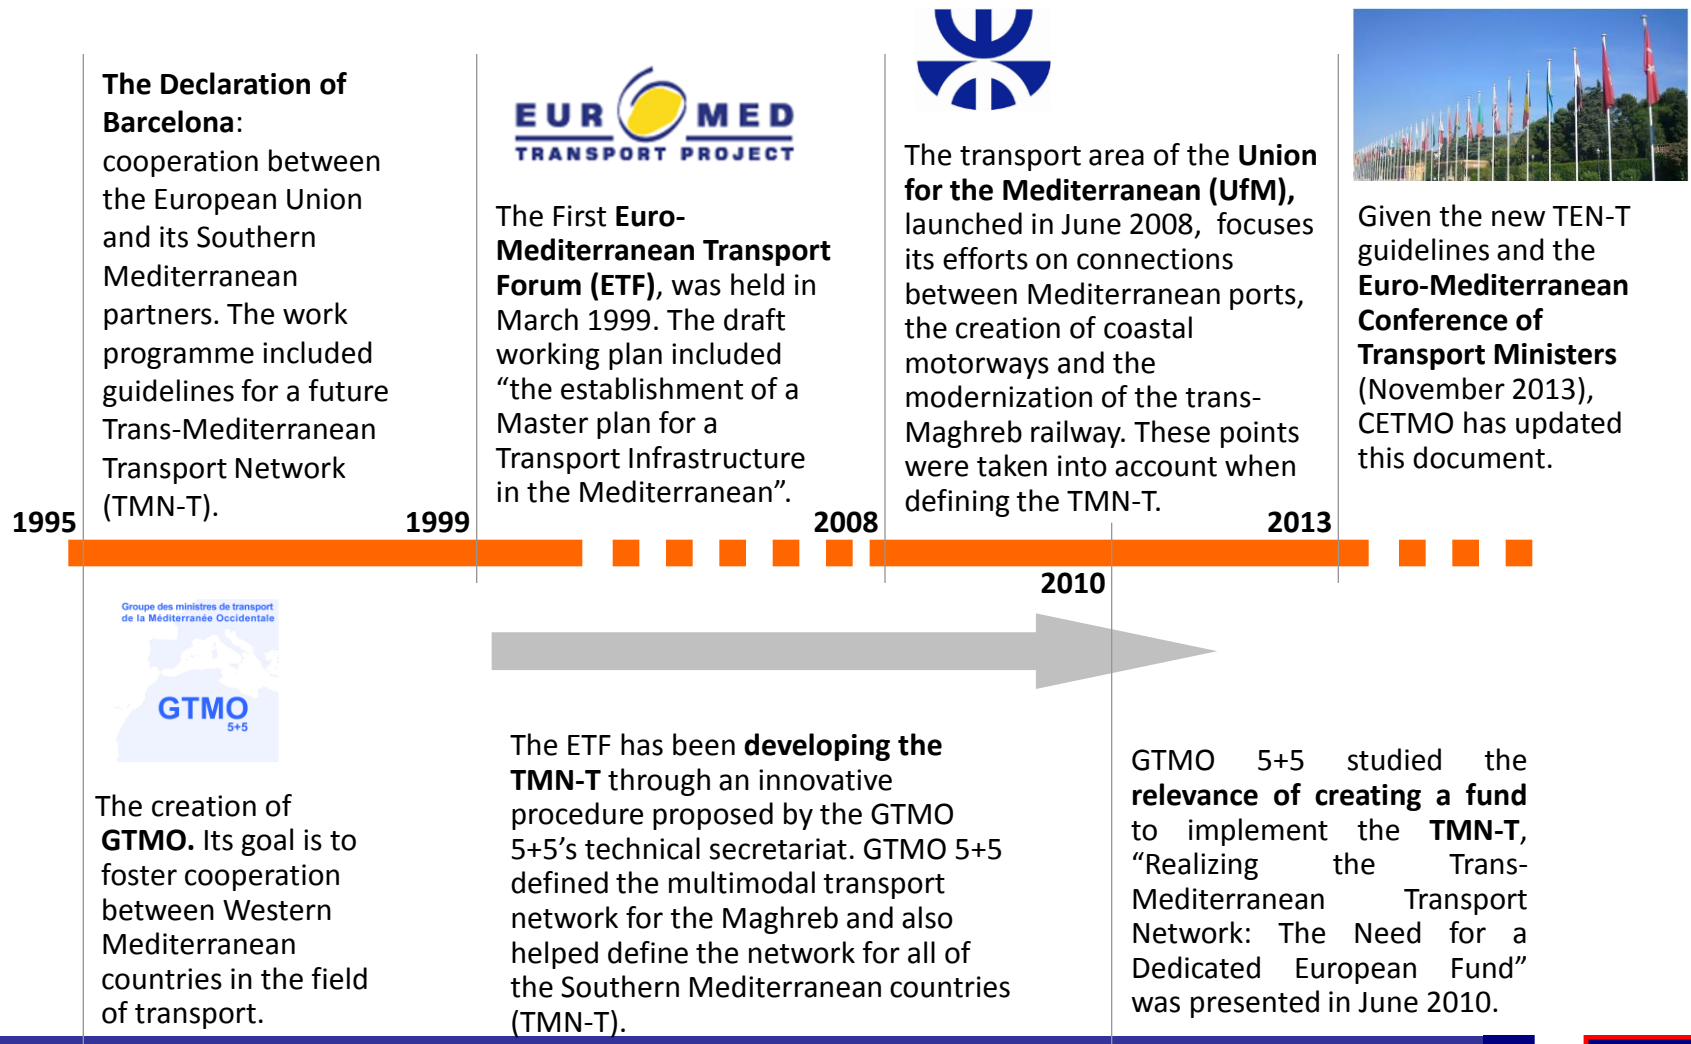 The Declaration of
Barcelona:
cooperation between
the European Union
and its Southern
Mediterranean
partners. The work
programme included
guidelines for a future
Trans-Mediterranean
Transport Network
(TMN-T).
EUR MED
TRANSPORT PROJECT
The First Euro-
Mediterranean Transport
Forum (ETF), was held in
March 1999. The draft
working plan included
“the establishment of a
Master plan for a
Transport Infrastructure
in the Mediterranean”.
The transport area of the Union
for the Mediterranean (UfM),
launched in June 2008, focuses
its efforts on connections
between Mediterranean ports,
the creation of coastal
motorways and the
modernization of the trans-
Maghreb railway. These points
were taken into account when
defining the TMN-T.
Given the new TEN-T
guidelines and the
Euro-Mediterranean
Conference of
Transport Ministers
(November 2013),
CETMO has updated
this document.
1995
1999
2008
2013
2010
Groupe des ministres de transport
de la Méditerranée Occidentale
GTMO
5+5
The creation of
GTMO. Its goal is to
foster cooperation
between Western
Mediterranean
countries in the field
of transport.
The ETF has been developing the
TMN-T through an innovative
procedure proposed by the GTMO
5+5’s technical secretariat. GTMO 5+5
defined the multimodal transport
network for the Maghreb and also
helped define the network for all of
the Southern Mediterranean countries
(TMN-T).
GTMO 5+5 studied the
relevance of creating a fund
to implement the TMN-T,
“Realizing the Trans-
Mediterranean Transport
Network: The Need for a
Dedicated European Fund”
was presented in June 2010.